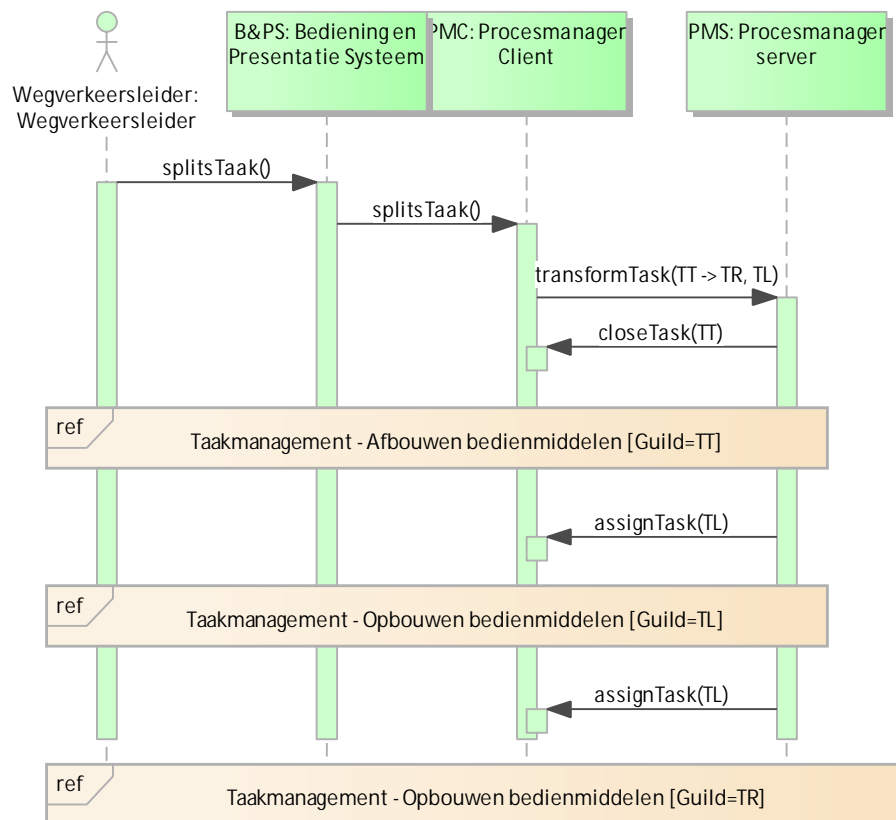 Wegverkeersleider:
Wegverkeersleider
B&PS: Bediening en
Presentatie Systeem
PMC: Procesmanager
Client
PMS: Procesmanager
server
splitsTaak()
splitsTaak()
transformTask(TT -> TR, TL)
closeTask(TT)
ref
Taakmanagement - Afbouwen bedienmiddelen [Guild=TT]
assignTask(TL)
ref
Taakmanagement - Opbouwen bedienmiddelen [Guild=TL]
assignTask(TL)
ref
Taakmanagement - Opbouwen bedienmiddelen [Guild=TR]